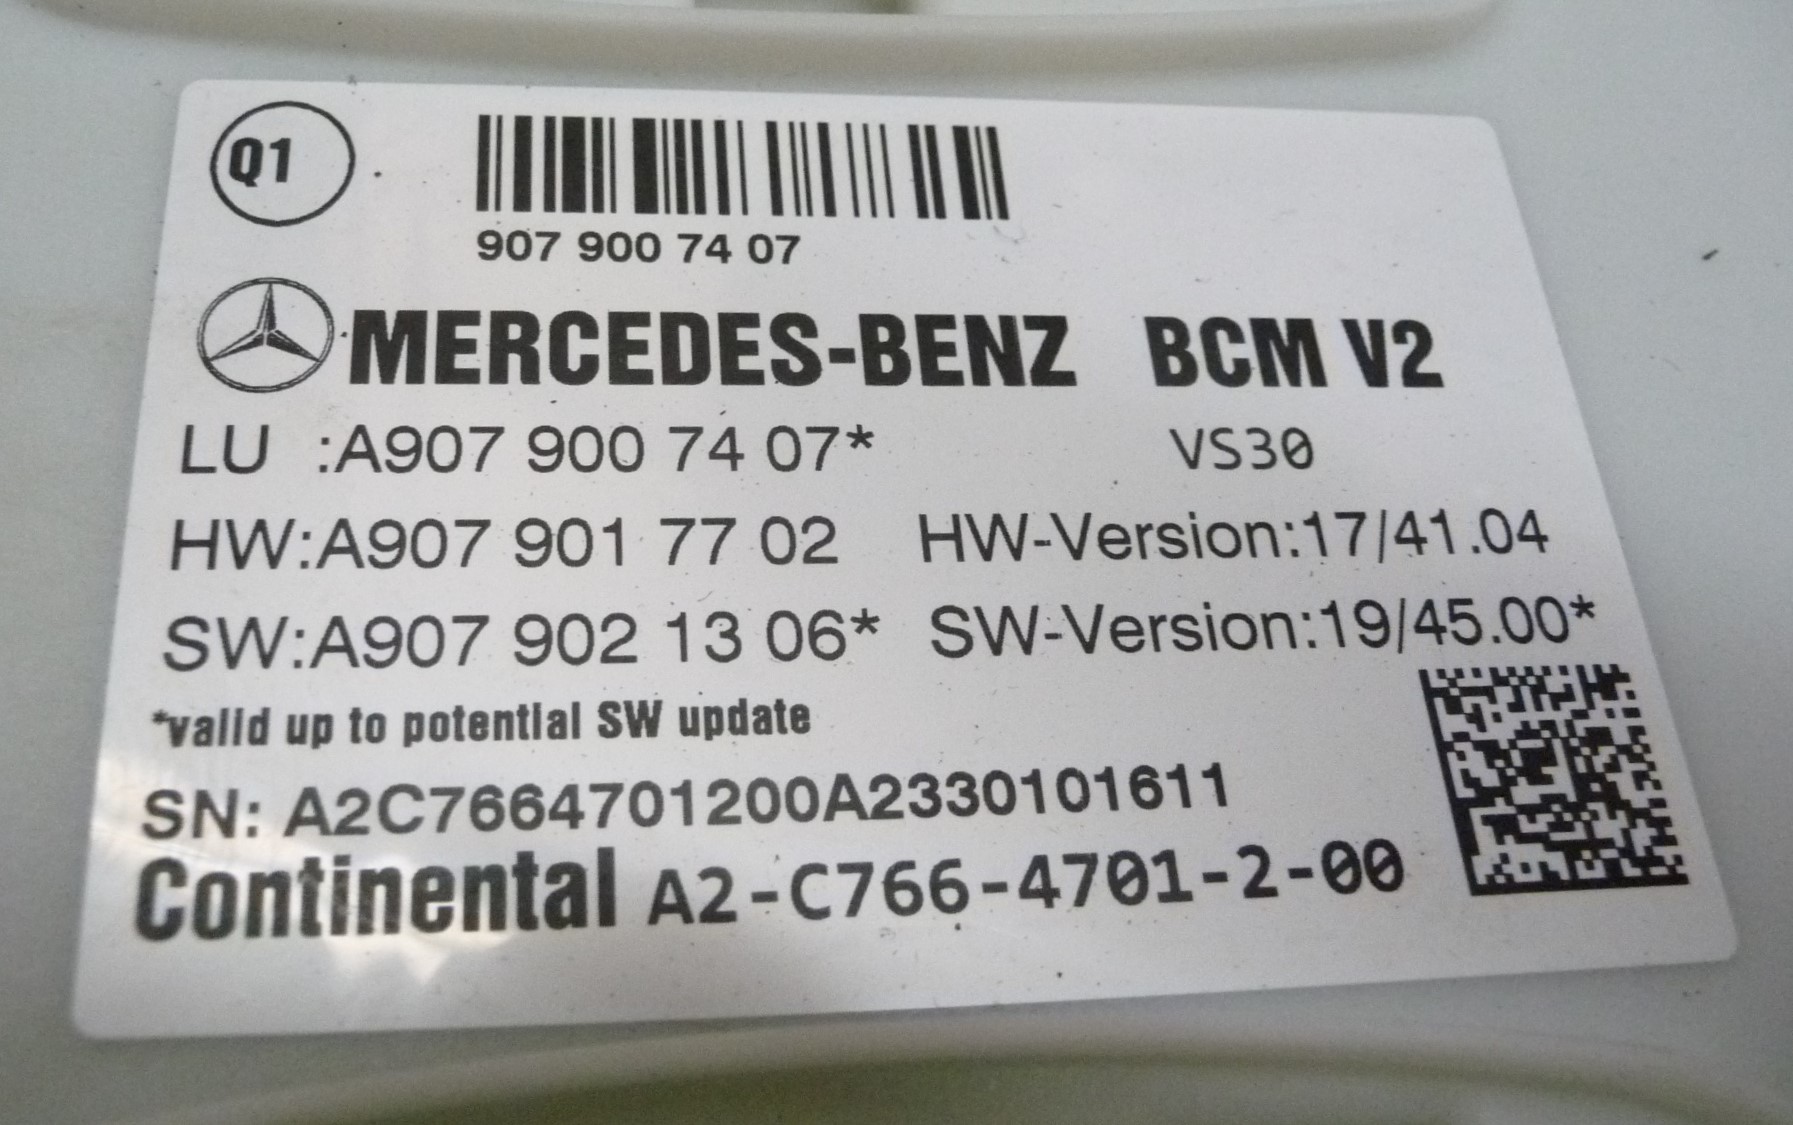 Q1
907 900 74 07
MERCEDES-BENZ BCM V2
LU :A907 900 74 07* VS30
HW:A907 901 77 02 HW-Version:17/41.04
SW:A907 902 13 06* SW-Version:19/45.00*
*valid up to potential SW update
SN: A2C7664701200A2330101611
Continental A2-C766-4701-2-00